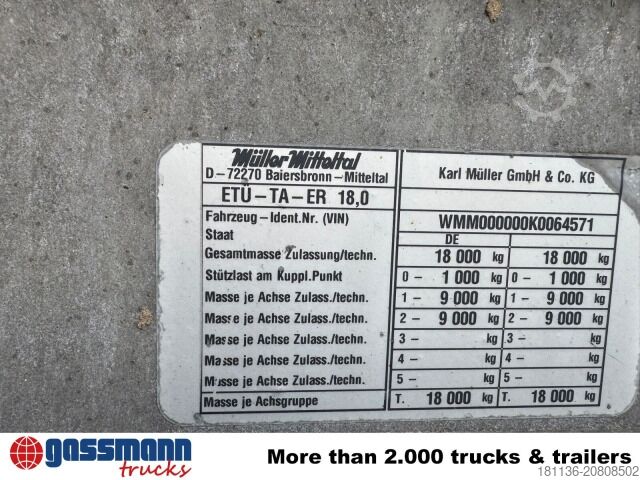 Müller Mitteltal
D-72270 Baiersbronn-Mitteltal
Karl Müller GmbH & Co. KG
ETÜ-TA-ER 18,0
Fahrzeug-Ident.Nr. (VIN) WMM000000K0064571
Staat DE
Gesamtmasse Zulassung/techn. 18 000 kg 18 000 kg
Stützlast am Kuppl.Punkt 0- 1 000 kg 0- 1 000 kg
Masse je Achse Zulass./techn. 1- 9 000 kg 1- 9 000 kg
Masse je Achse Zulass./techn. 2- 9 000 kg 2- 9 000 kg
Masse je Achse Zulass./techn. 3- kg 3- kg
Masse je Achse Zulass./techn. 4- kg 4- kg
Masse je Achse Zulass./techn. 5- kg 5- kg
Masse je Achsgruppe T. 18 000 kg T. 18 000 kg
gassmann
trucks
More than 2.000 trucks & trailers
181136-20808502